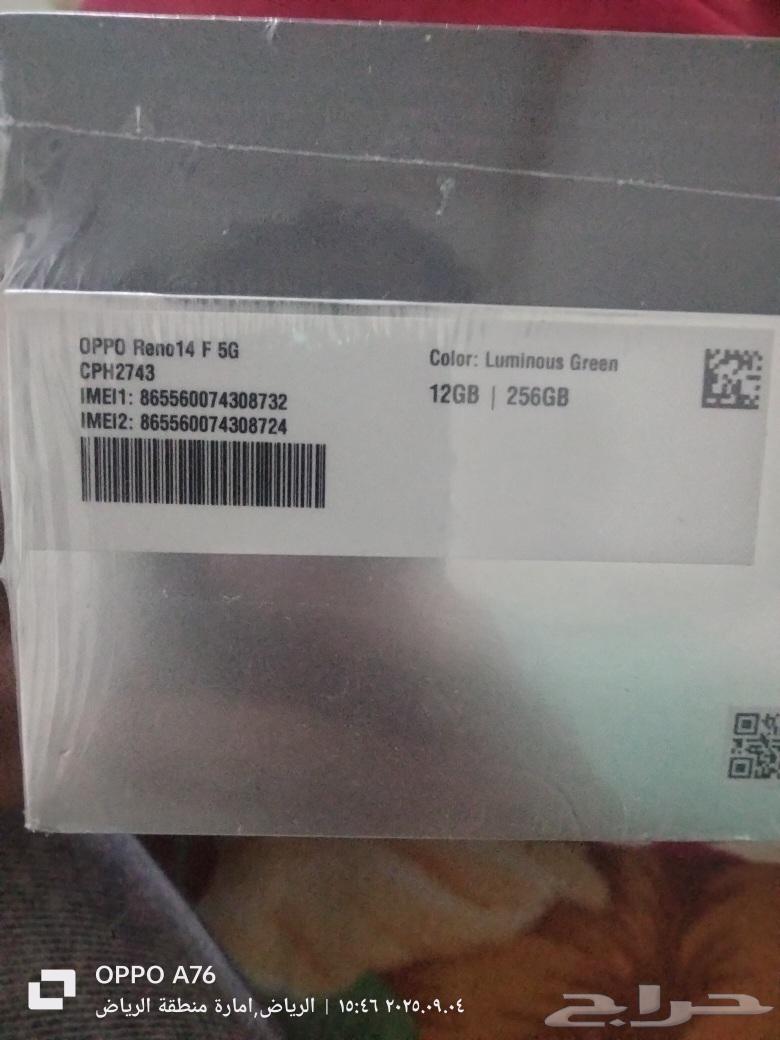 OPPO Reno14 F 5G
CPH2743
IMEI1: 865560074308732
IMEI2: 865560074308724
Color: Luminous Green
12GB | 256GB
OPPO A76
٢٠٢٥.٠٩.٠٤ ١٥:٤٦ | الرياض,امارة منطقة الرياض
حراج